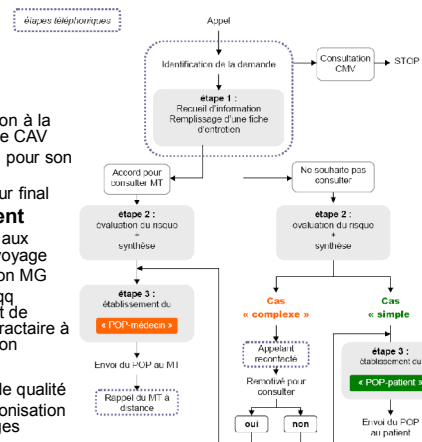 étapes téléphoniques
Appel
Identification de la demande
Consultation
CMV
STOP
étape 1 :
Recueil d'information
Remplissage d'une fiche
d'entretien
on à la
e CAV
pour son
ur final
ent
aux
voyage
on MG
qq
t de
ractaire à
on
de qualité
onisation
ges
Accord pour
consulter MT
Ne souhaite pas
consulter
étape 2 :
évaluation du risque
+
synthèse
étape 2 :
évaluation du risque
+
synthèse
étape 3 :
établissement du
« POP-médecin »
Envoi du POP au MT
Rappel du MT à
distance
Cas
« complexe »
Cas
« simple
Appelant
recontacté
Remotivé pour
consulter
oui
non
étape 3 :
établissement du
« POP-patient »
Envoi du POP
au patient